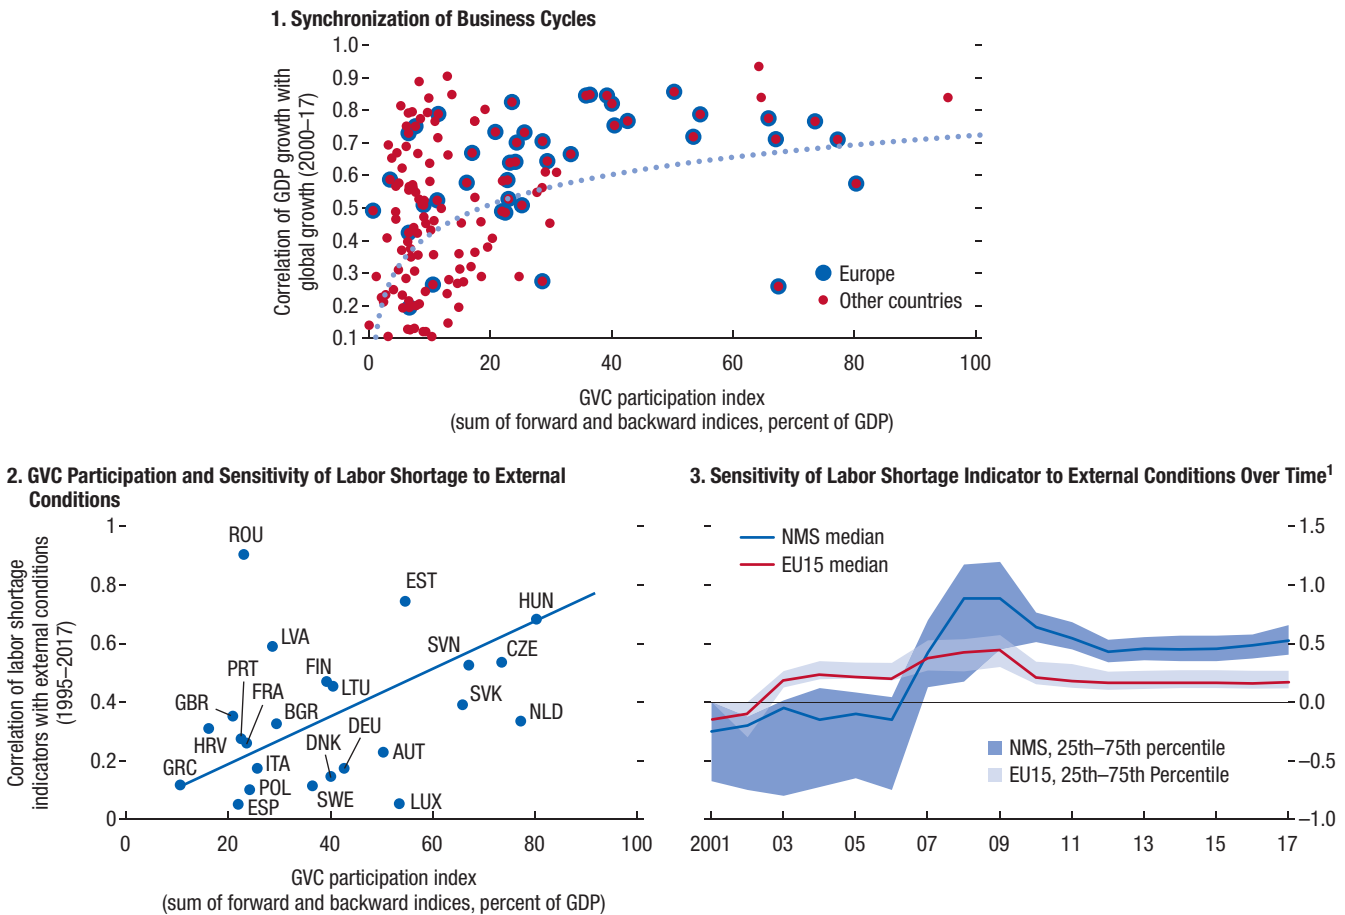 1. Synchronization of Business Cycles
Correlation of GDP growth with
global growth (2000–17)
1.0
0.9
0.8
0.7
0.6
0.5
0.4
0.3
0.2
0.1
Europe
Other countries
0
20
40
60
80
100
GVC participation index
(sum of forward and backward indices, percent of GDP)
2. GVC Participation and Sensitivity of Labor Shortage to External
Conditions
Correlation of labor shortage
indicators with external conditions
(1995–2017)
1
0.8
0.6
0.4
0.2
0
ROU
EST
HUN
LVA
SVN
CZE
PRT
FIN
LTU
FRA
GBR
SVK
BGR
NLD
DEU
HRV
DNK
AUT
GRC
ITA
POL
SWE
ESP
LUX
0
20
40
60
80
100
GVC participation index
(sum of forward and backward indices, percent of GDP)
3. Sensitivity of Labor Shortage Indicator to External Conditions Over Time1
NMS median
EU15 median
1.5
1.0
0.5
0.0
–0.5
–1.0
NMS, 25th–75th percentile
EU15, 25th–75th Percentile
2001
03
05
07
09
11
13
15
17